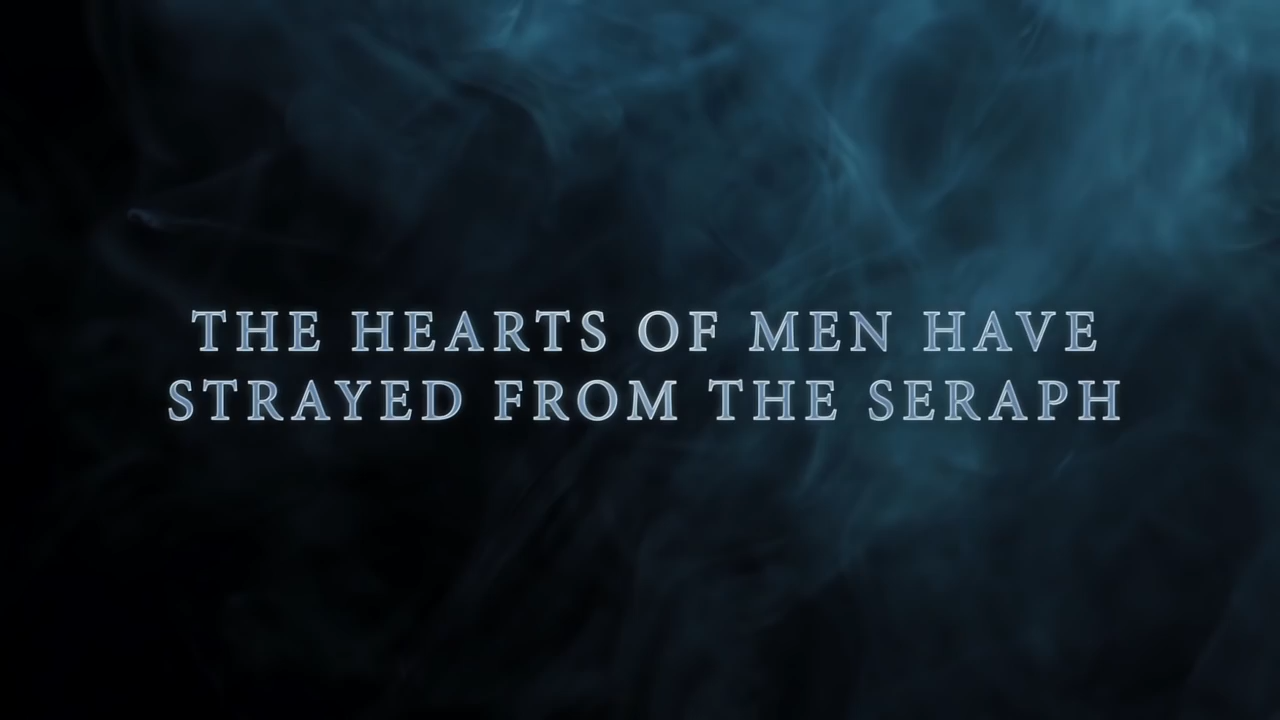 THE HEARTS OF MEN HAVE
STRAYED FROM THE SERAPH